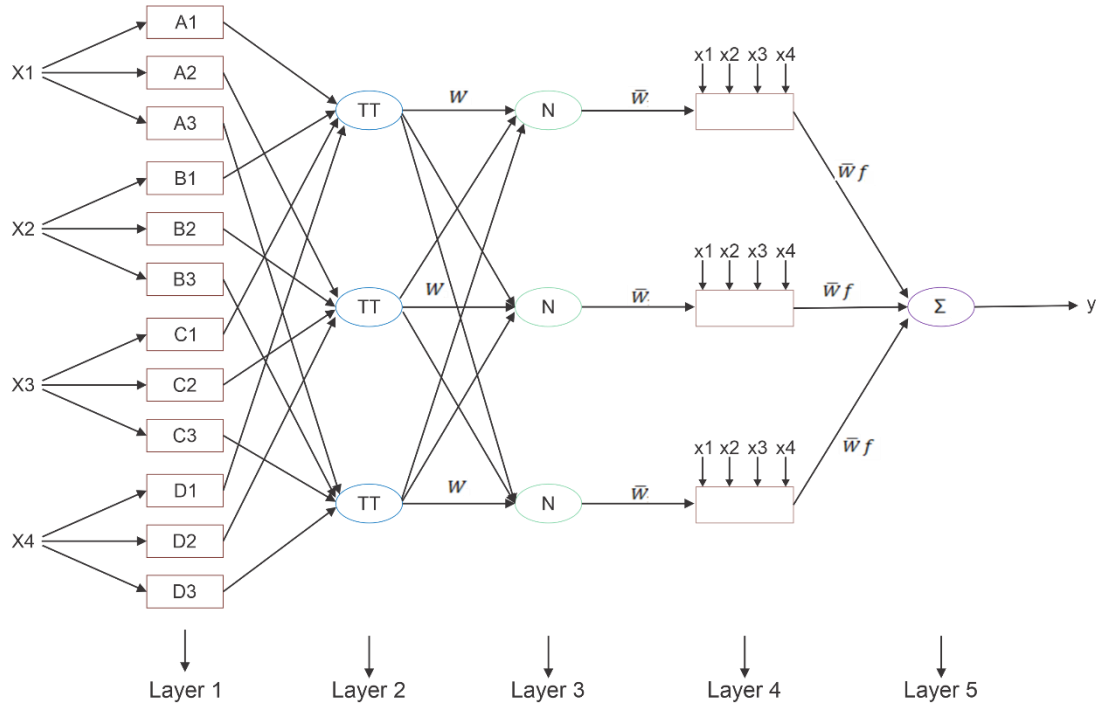 A1
x1 x2 x3 x4
X1
A2
TT
W
N
w̄
A3
w̄f
B1
X2
B2
x1 x2 x3 x4
B3
TT
W
N
w̄
w̄f
Σ
y
C1
X3
C2
C3
x1 x2 x3 x4
w̄f
D1
TT
W
N
w̄
X4
D2
D3
Layer 1 Layer 2 Layer 3 Layer 4 Layer 5